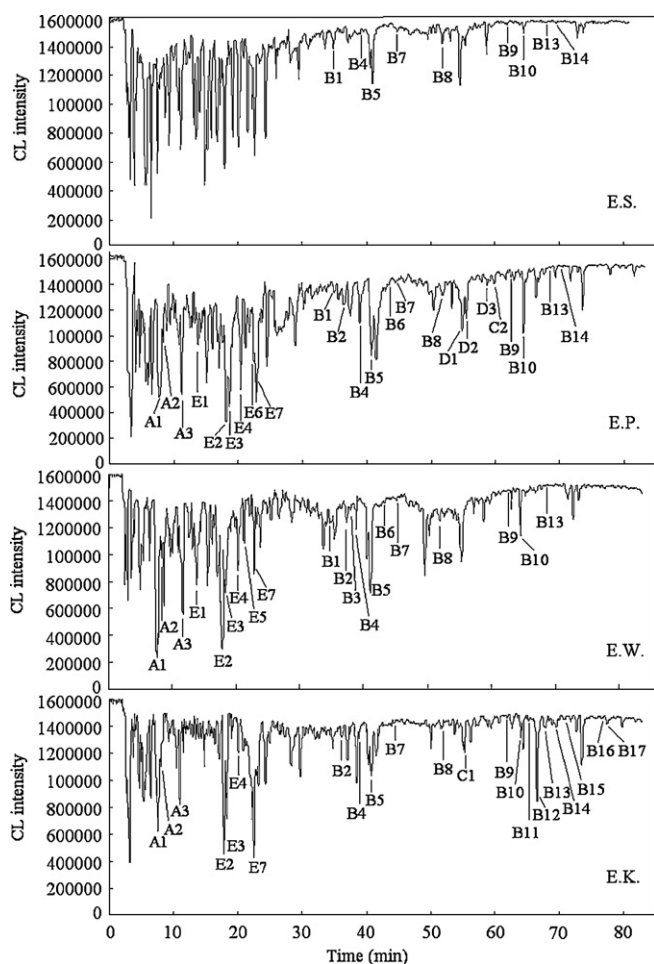 CL intensity
1600000
1400000
1200000
1000000
800000
600000
400000
200000
0
B1
B4
B5
B7
B8
B9
B10
B13
B14
E.S.
CL intensity
1600000
1400000
1200000
1000000
800000
600000
400000
200000
0
A1
A2
A3
E1
E2
E3
E4
E6
E7
B1
B2
B4
B5
B6
B7
B8
D1
D2
D3
C2
B9
B10
B13
B14
E.P.
CL intensity
1600000
1400000
1200000
1000000
800000
600000
400000
200000
0
A1
A2
A3
E1
E2
E3
E4
E5
E7
B1
B2
B3
B4
B5
B6
B7
B8
B9
B10
B13
E.W.
CL intensity
1600000
1400000
1200000
1000000
800000
600000
400000
200000
0
A1
A2
A3
E2
E3
E4
E7
B2
B4
B5
B7
B8
C1
B9
B10
B11
B12
B13
B14
B15
B16
B17
E.K.
0 10 20 30 40 50 60 70 80
Time (min)